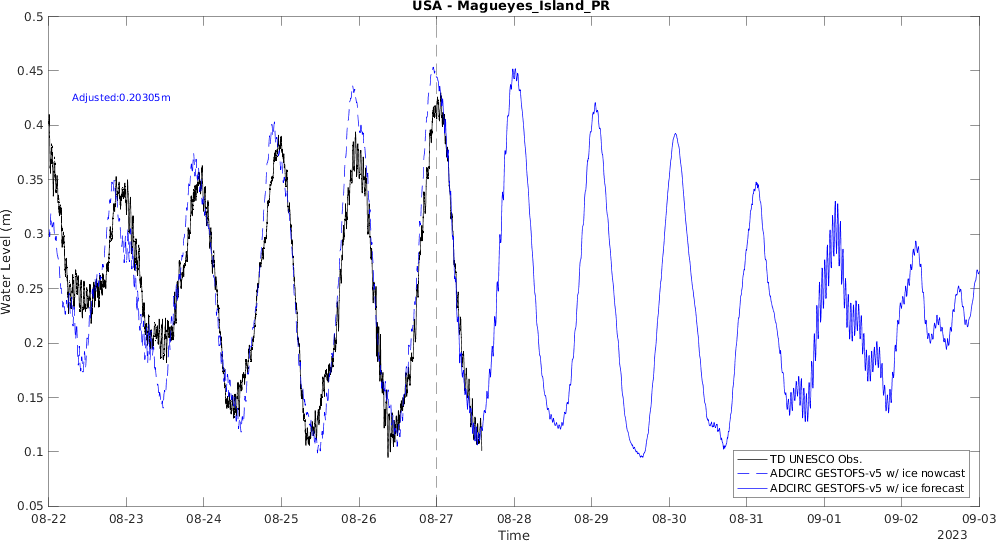 USA - Magueyes_Island_PR
0.5
0.45
0.4
0.35
0.3
0.25
0.2
0.15
0.1
0.05
Water Level (m)
Adjusted:0.20305m
TD UNESCO Obs.
ADCIRC GESTOFS-v5 w/ ice nowcast
ADCIRC GESTOFS-v5 w/ ice forecast
08-22 08-23 08-24 08-25 08-26 08-27 08-28 08-29 08-30 08-31 09-01 09-02 09-03
Time
2023